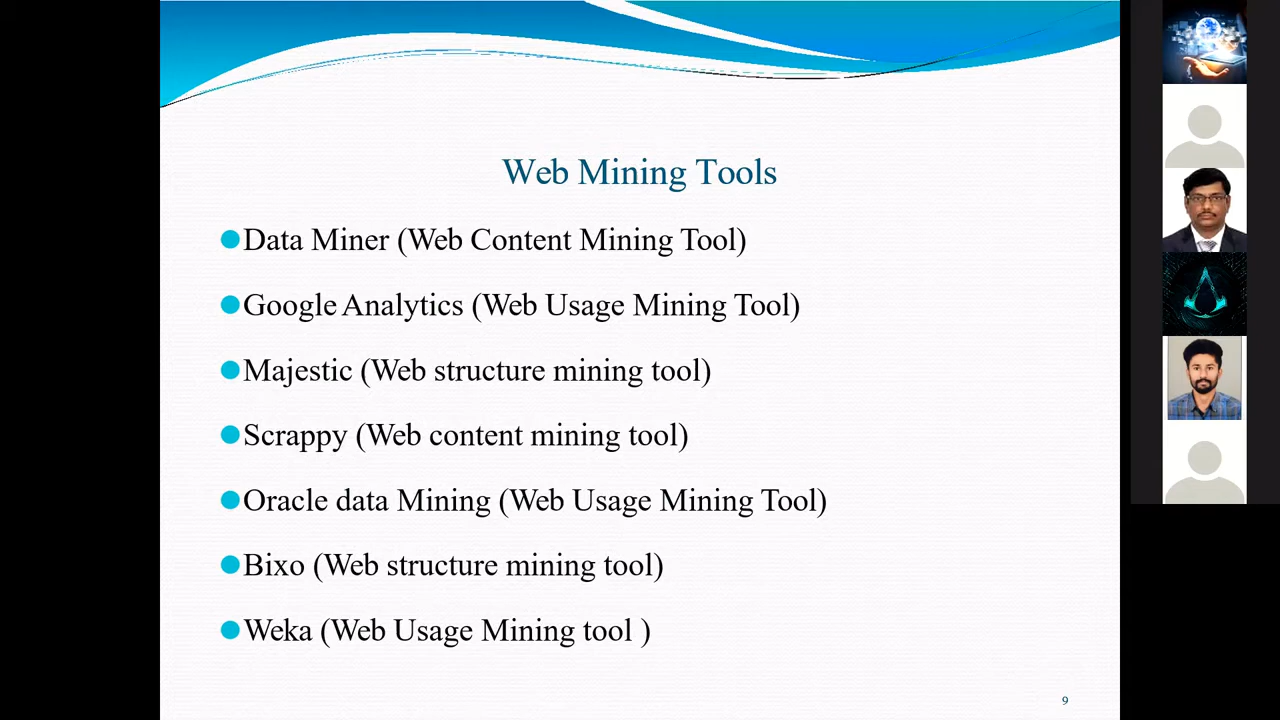 Web Mining Tools
Data Miner (Web Content Mining Tool)
Google Analytics (Web Usage Mining Tool)
Majestic (Web structure mining tool)
Scrappy (Web content mining tool)
Oracle data Mining (Web Usage Mining Tool)
Bixo (Web structure mining tool)
Weka (Web Usage Mining tool )
9